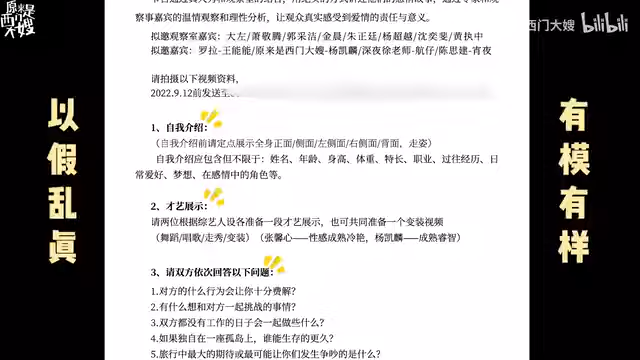 原来是
西门大嫂
西门大嫂 bilibili
以假乱真
有模有样
察事嘉宾的温情观察和理性分析，让观众真实感受到爱情的责任与意义。
拟邀观察室嘉宾：大左/萧敬腾/郭采洁/金晨/朱正廷/杨超越/沈奕斐/黄执中
拟邀嘉宾：罗拉-王能能/原来是西门大嫂-杨凯麟/深夜徐老师-航仔/陈思建-宵夜
请拍摄以下视频资料，
2022.9.12前发送至
1、自我介绍：
（自我介绍前请定点展示全身正面/侧面/左侧面/右侧面/背面，走姿）
自我介绍应包含但不限于：姓名、年龄、身高、体重、特长、职业、过往经历、日
常爱好、梦想、在感情中的角色等。
2、才艺展示：
请两位根据综艺人设各准备一段才艺展示，也可共同准备一个变装视频
（舞蹈/唱歌/走秀/变装）（张馨心——性感成熟冷艳，杨凯麟——成熟睿智）
3、请双方依次回答以下问题：
1.对方的什么行为会让你十分费解？
2.有什么想和对方一起挑战的事情？
3.双方都没有工作的日子会一起做些什么？
4.如果独自在一座孤岛上，谁能生存的更久？
5.旅行中最大的期待或最可能让你们发生争吵的是什么？